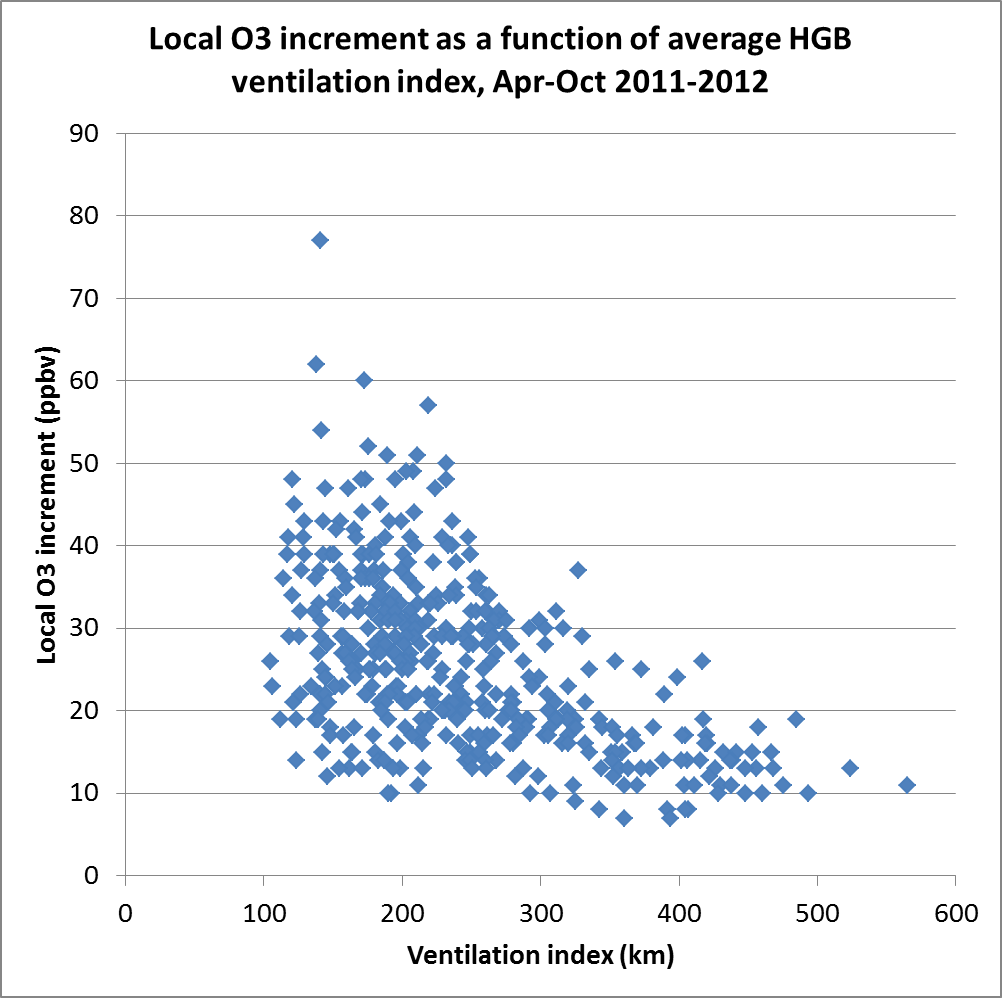 Local O3 increment as a function of average HGB
ventilation index, Apr-Oct 2011-2012
90
80
70
60
50
40
30
20
10
0
Local O3 increment (ppbv)
0 100 200 300 400 500 600
Ventilation index (km)